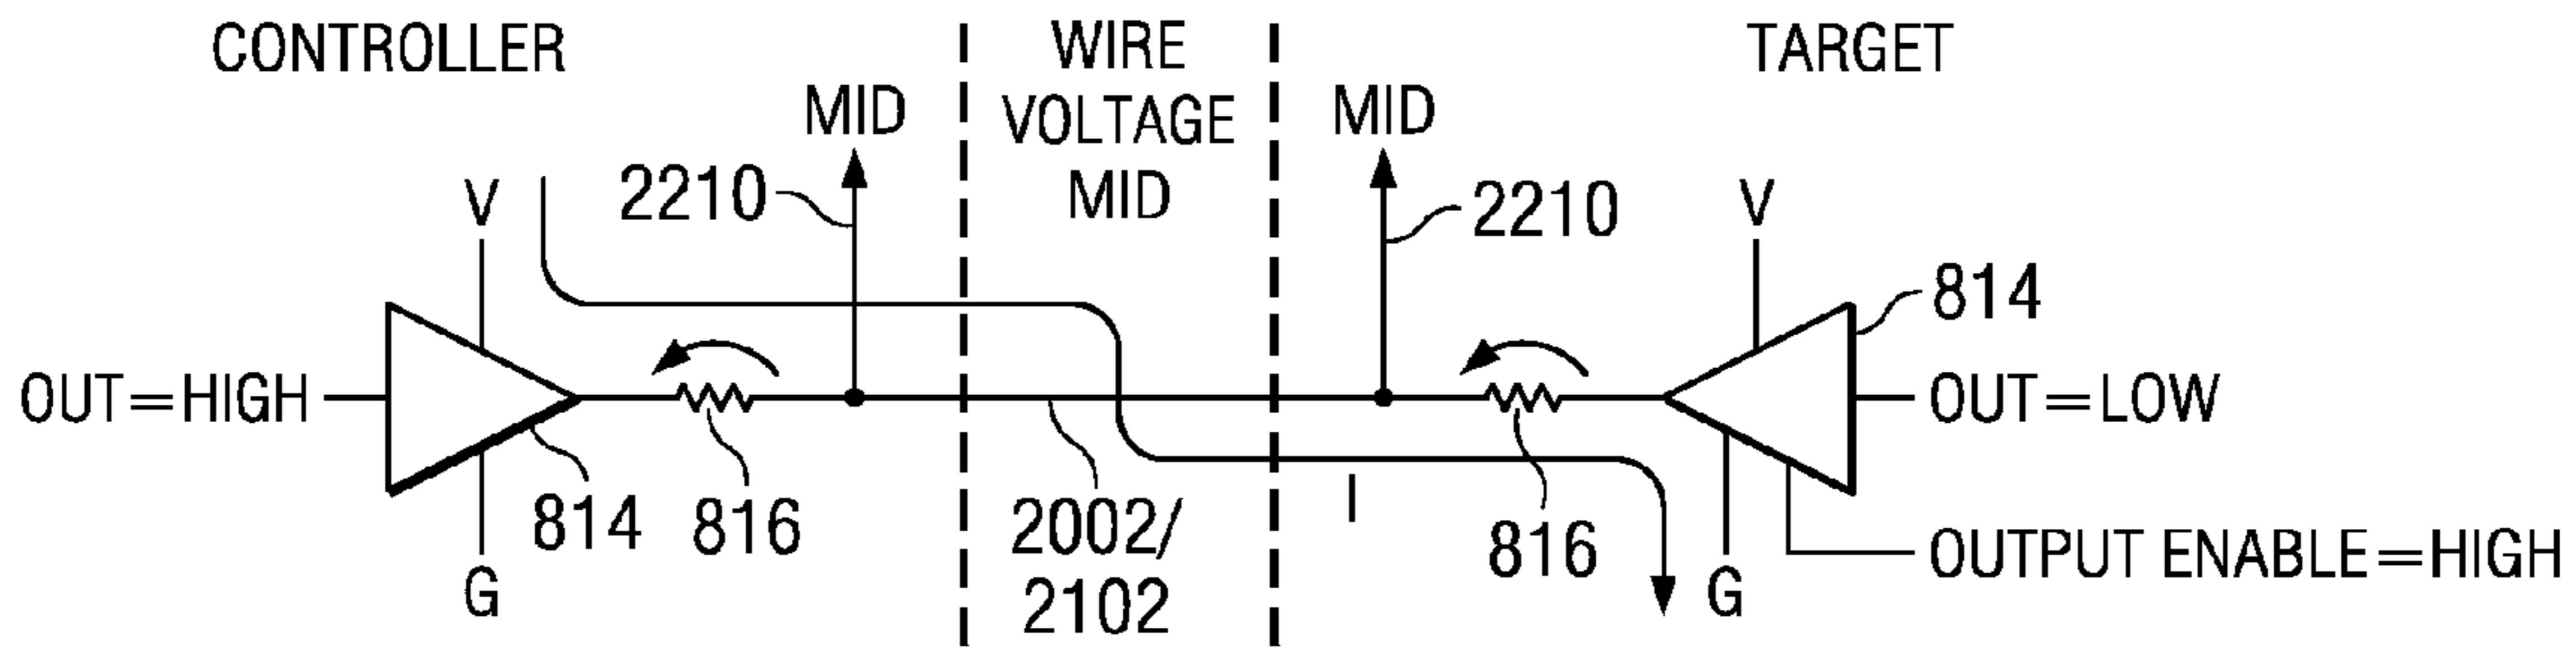 CONTROLLER
WIRE
VOLTAGE
MID
TARGET
MID
MID
V
2210
2210
V
814
OUT=HIGH
OUT=LOW
814
816
2002/
2102
I
816
OUTPUT ENABLE=HIGH
G
G